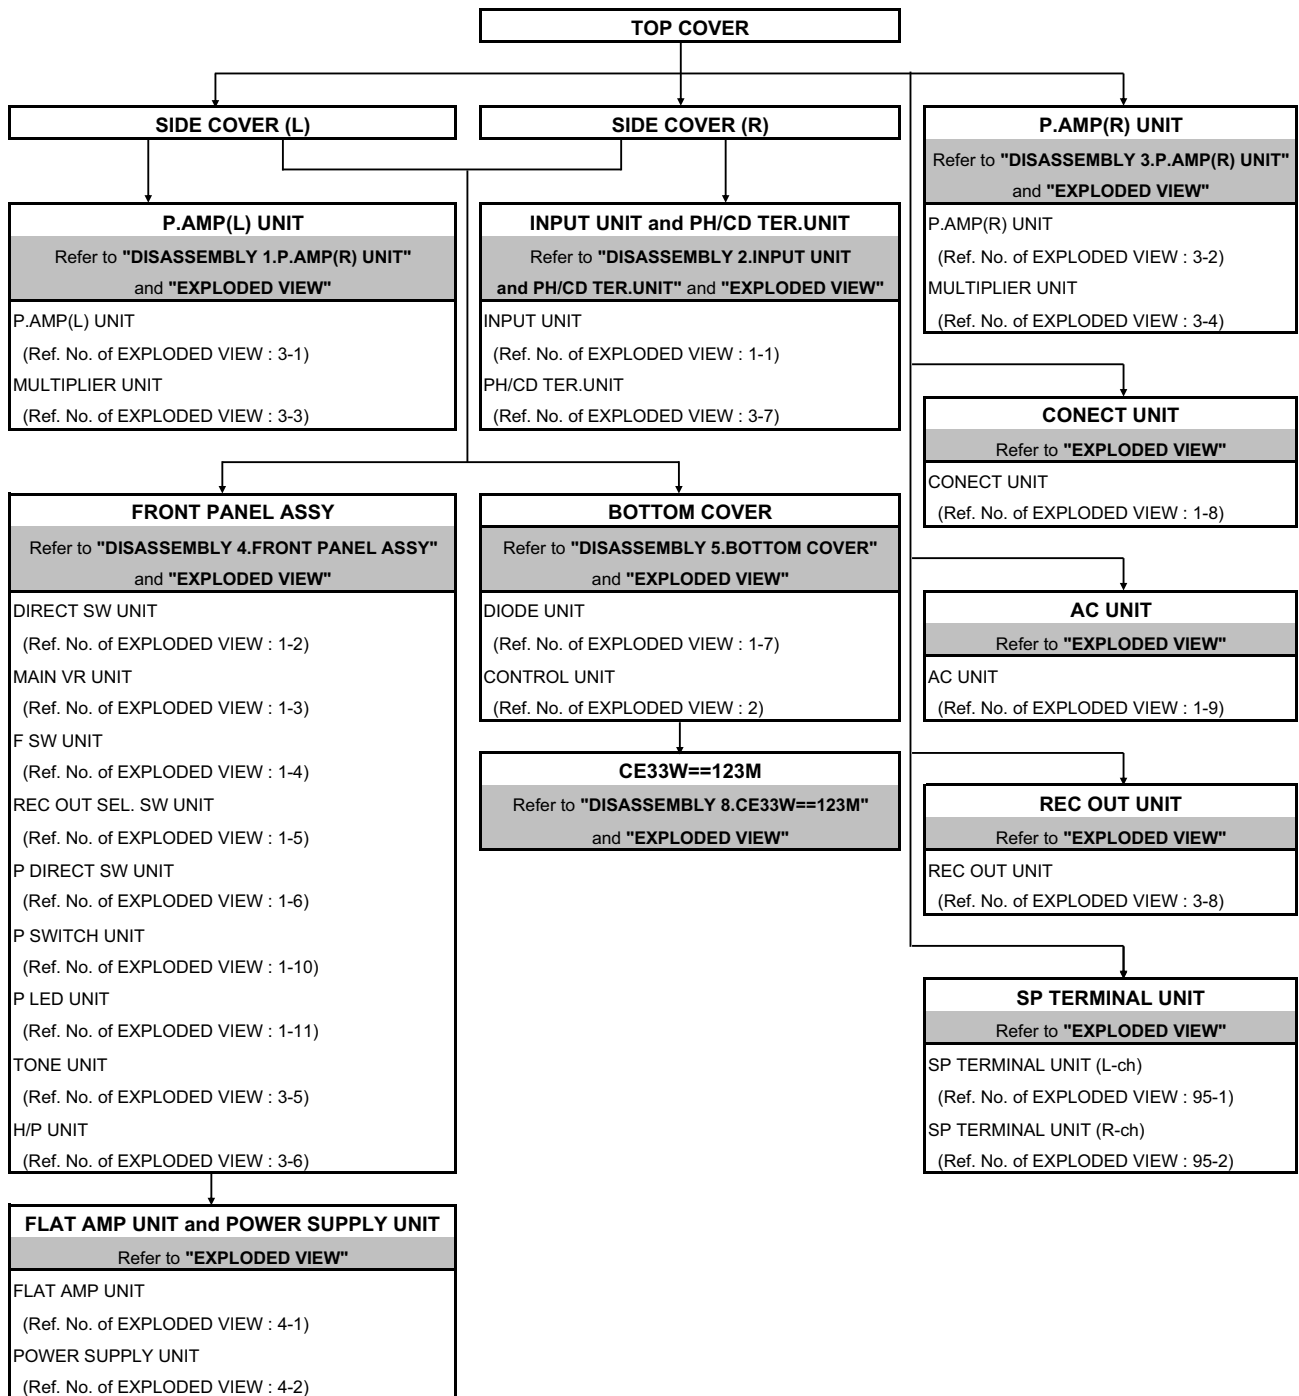 TOP COVER
SIDE COVER (L)
SIDE COVER (R)
P.AMP(L) UNIT
Refer to "DISASSEMBLY 1.P.AMP(R) UNIT"
and "EXPLODED VIEW"
P.AMP(L) UNIT
(Ref. No. of EXPLODED VIEW : 3-1)
MULTIPLIER UNIT
(Ref. No. of EXPLODED VIEW : 3-3)
INPUT UNIT and PH/CD TER.UNIT
Refer to "DISASSEMBLY 2.INPUT UNIT
and PH/CD TER.UNIT" and "EXPLODED VIEW"
INPUT UNIT
(Ref. No. of EXPLODED VIEW : 1-1)
PH/CD TER.UNIT
(Ref. No. of EXPLODED VIEW : 3-7)
P.AMP(R) UNIT
Refer to "DISASSEMBLY 3.P.AMP(R) UNIT"
and "EXPLODED VIEW"
P.AMP(R) UNIT
(Ref. No. of EXPLODED VIEW : 3-2)
MULTIPLIER UNIT
(Ref. No. of EXPLODED VIEW : 3-4)
CONECT UNIT
Refer to "EXPLODED VIEW"
CONECT UNIT
(Ref. No. of EXPLODED VIEW : 1-8)
FRONT PANEL ASSY
Refer to "DISASSEMBLY 4.FRONT PANEL ASSY"
and "EXPLODED VIEW"
DIRECT SW UNIT
(Ref. No. of EXPLODED VIEW : 1-2)
MAIN VR UNIT
(Ref. No. of EXPLODED VIEW : 1-3)
F SW UNIT
(Ref. No. of EXPLODED VIEW : 1-4)
REC OUT SEL. SW UNIT
(Ref. No. of EXPLODED VIEW : 1-5)
P DIRECT SW UNIT
(Ref. No. of EXPLODED VIEW : 1-6)
P SWITCH UNIT
(Ref. No. of EXPLODED VIEW : 1-10)
P LED UNIT
(Ref. No. of EXPLODED VIEW : 1-11)
TONE UNIT
(Ref. No. of EXPLODED VIEW : 3-5)
H/P UNIT
(Ref. No. of EXPLODED VIEW : 3-6)
BOTTOM COVER
Refer to "DISASSEMBLY 5.BOTTOM COVER"
and "EXPLODED VIEW"
DIODE UNIT
(Ref. No. of EXPLODED VIEW : 1-7)
CONTROL UNIT
(Ref. No. of EXPLODED VIEW : 2)
CE33W==123M
Refer to "DISASSEMBLY 8.CE33W==123M"
and "EXPLODED VIEW"
AC UNIT
Refer to "EXPLODED VIEW"
AC UNIT
(Ref. No. of EXPLODED VIEW : 1-9)
REC OUT UNIT
Refer to "EXPLODED VIEW"
REC OUT UNIT
(Ref. No. of EXPLODED VIEW : 3-8)
SP TERMINAL UNIT
Refer to "EXPLODED VIEW"
SP TERMINAL UNIT (L-ch)
(Ref. No. of EXPLODED VIEW : 95-1)
SP TERMINAL UNIT (R-ch)
(Ref. No. of EXPLODED VIEW : 95-2)
FLAT AMP UNIT and POWER SUPPLY UNIT
Refer to "EXPLODED VIEW"
FLAT AMP UNIT
(Ref. No. of EXPLODED VIEW : 4-1)
POWER SUPPLY UNIT
(Ref. No. of EXPLODED VIEW : 4-2)